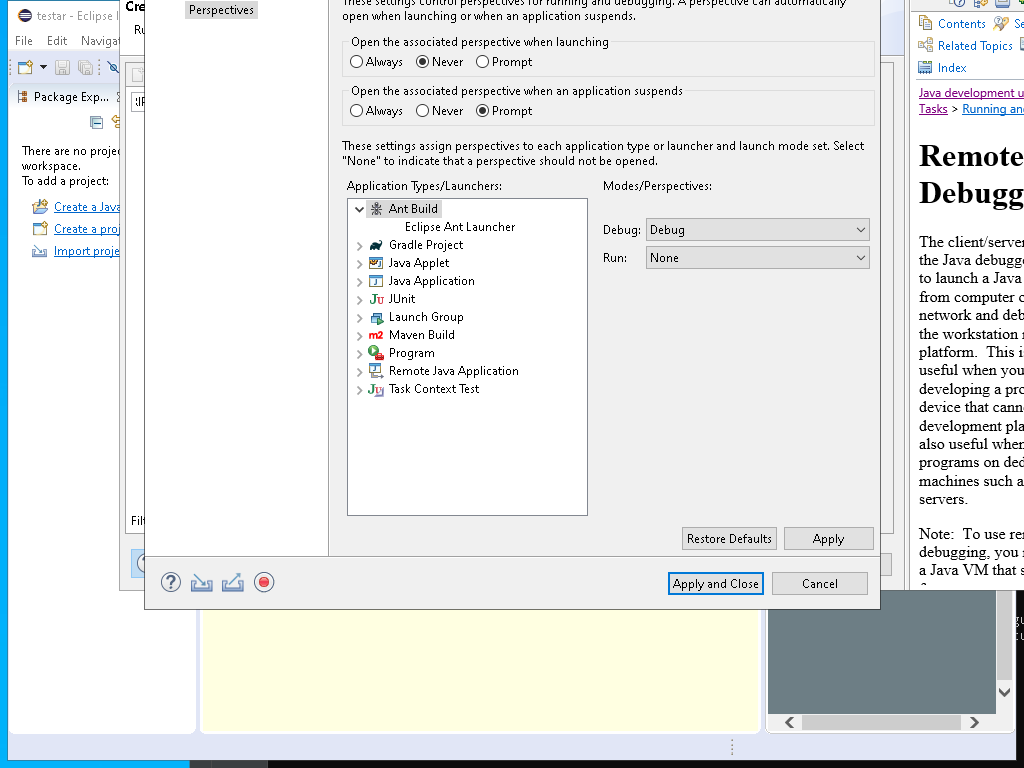 testar - Eclipse I
File Edit Navigat
Package Exp...
There are no proje
workspace.
To add a project:
Create a Java
Create a proj
Import proje
Cre
Ru
Filt
Perspectives
These settings control perspectives for running and debugging. A perspective can automatically
open when launching or when an application suspends.
Open the associated perspective when launching
Always Never Prompt
Open the associated perspective when an application suspends
Always Never Prompt
These settings assign perspectives to each application type or launcher and launch mode set. Select
"None" to indicate that a perspective should not be opened.
Application Types/Launchers:
Modes/Perspectives:
Ant Build
Eclipse Ant Launcher
Gradle Project
Java Applet
Java Application
JUnit
Launch Group
Maven Build
Program
Remote Java Application
Task Context Test
Debug: Debug
Run: None
Restore Defaults Apply
Apply and Close Cancel
Contents Se
Related Topics
Index
Java development u
Tasks > Running and
Remote
Debugg
The client/server
the Java debugge
to launch a Java
from computer o
network and deb
the workstation r
platform. This is
useful when you
developing a pro
device that canno
development pla
also useful when
programs on ded
machines such a
servers.
Note: To use rem
debugging, you r
a Java VM that s